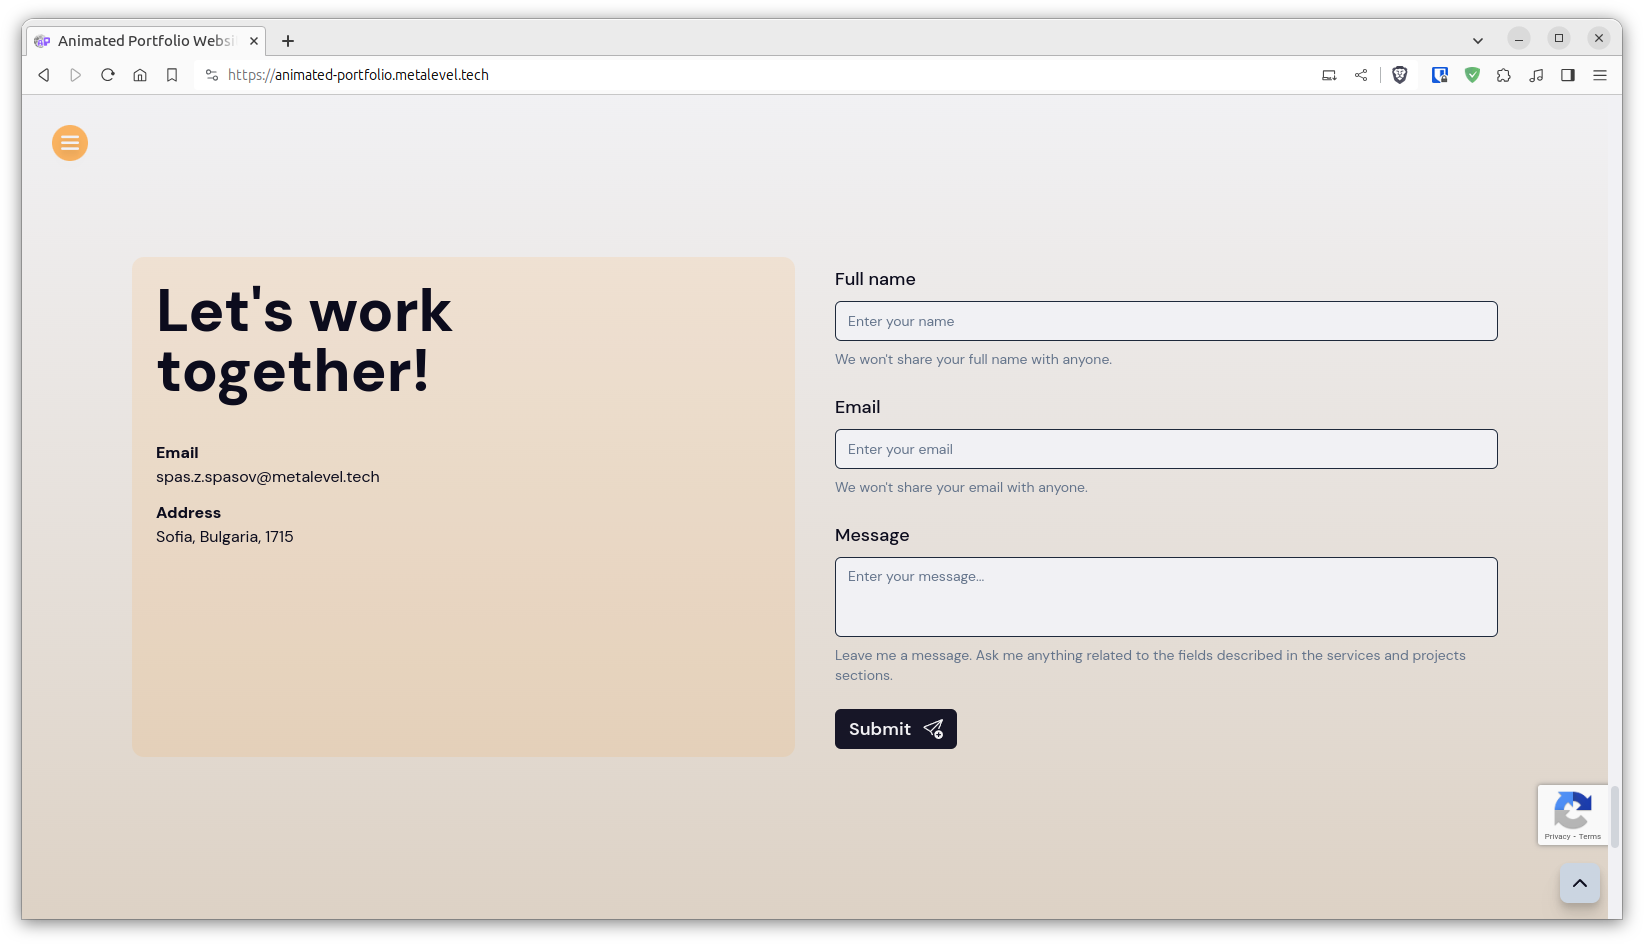 Animated Portfolio Websi
https://animated-portfolio.metalevel.tech
Let's work
together!
Email
spas.z.spasov@metalevel.tech
Address
Sofia, Bulgaria, 1715
Full name
Enter your name
We won't share your full name with anyone.
Email
Enter your email
We won't share your email with anyone.
Message
Enter your message...
Leave me a message. Ask me anything related to the fields described in the services and projects
sections.
Submit
Privacy - Terms